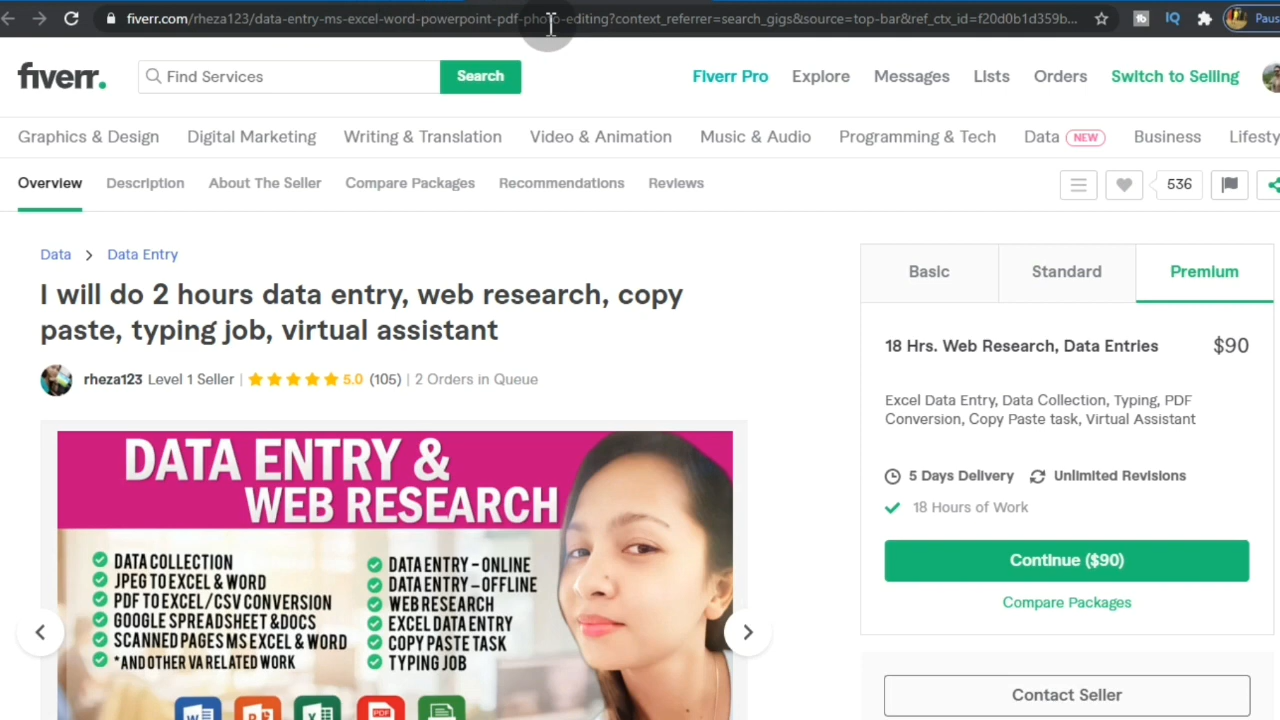 fiverr.com/rheza123/data-entry-ms-excel-word-powerpoint-pdf-photo-editing?context_referrer=search_gigs&source=top-bar&ref_ctx_id=f20d0b1d359b...
IQ
Paus
fiverr.
Find Services
Search
Fiverr Pro
Explore
Messages
Lists
Orders
Switch to Selling
Graphics & Design
Digital Marketing
Writing & Translation
Video & Animation
Music & Audio
Programming & Tech
Data NEW
Business
Lifesty
Overview
Description
About The Seller
Compare Packages
Recommendations
Reviews
536
Data > Data Entry
I will do 2 hours data entry, web research, copy
paste, typing job, virtual assistant
rheza123 Level 1 Seller | 5.0 (105) | 2 Orders in Queue
DATA ENTRY &
WEB RESEARCH
DATA COLLECTION
JPEG TO EXCEL & WORD
PDF TO EXCEL/CSV CONVERSION
GOOGLE SPREADSHEET &DOCS
SCANNED PAGES MS EXCEL & WORD
*AND OTHER VA RELATED WORK
DATA ENTRY - ONLINE
DATA ENTRY - OFFLINE
WEB RESEARCH
EXCEL DATA ENTRY
COPY PASTE TASK
TYPING JOB
PDF
Basic
Standard
Premium
18 Hrs. Web Research, Data Entries $90
Excel Data Entry, Data Collection, Typing, PDF
Conversion, Copy Paste task, Virtual Assistant
5 Days Delivery Unlimited Revisions
18 Hours of Work
Continue ($90)
Compare Packages
Contact Seller